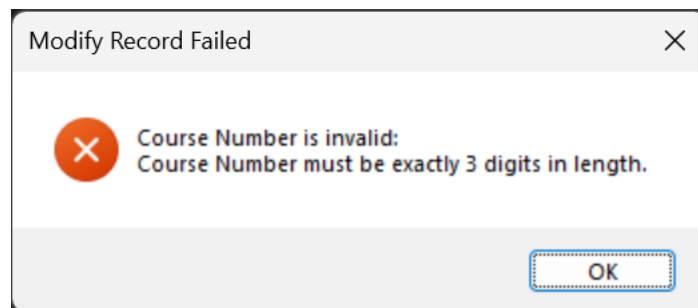 Modify Record Failed
Course Number is invalid:
Course Number must be exactly 3 digits in length.
OK